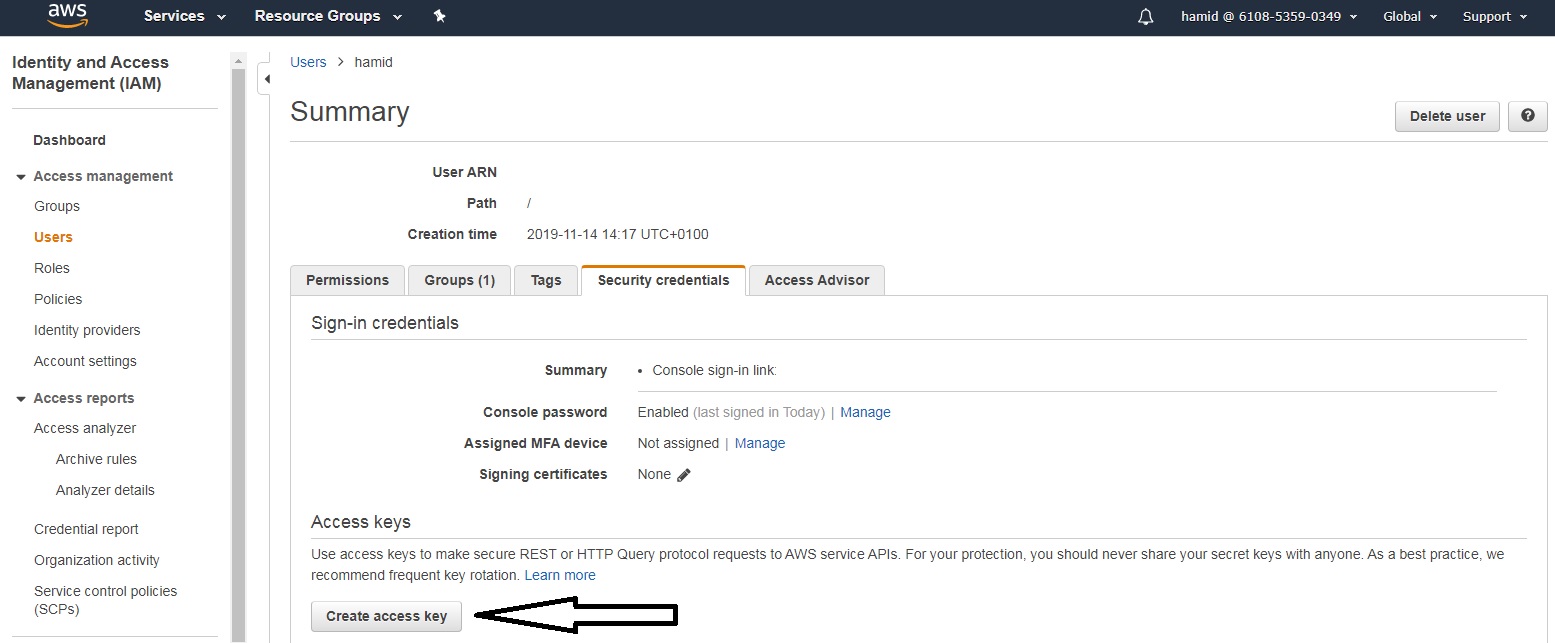 aws Services Resource Groups hamid @ 6108-5359-0349 Global Support
Identity and Access
Management (IAM)
Dashboard
Access management
Groups
Users
Roles
Policies
Identity providers
Account settings
Access reports
Access analyzer
Archive rules
Analyzer details
Credential report
Organization activity
Service control policies
(SCPs)
Users > hamid
Summary
Delete user ?
User ARN
Path /
Creation time 2019-11-14 14:17 UTC+0100
Permissions Groups (1) Tags Security credentials Access Advisor
Sign-in credentials
Summary • Console sign-in link:
Console password Enabled (last signed in Today) | Manage
Assigned MFA device Not assigned | Manage
Signing certificates None
Access keys
Use access keys to make secure REST or HTTP Query protocol requests to AWS service APIs. For your protection, you should never share your secret keys with anyone. As a best practice, we
recommend frequent key rotation. Learn more
Create access key